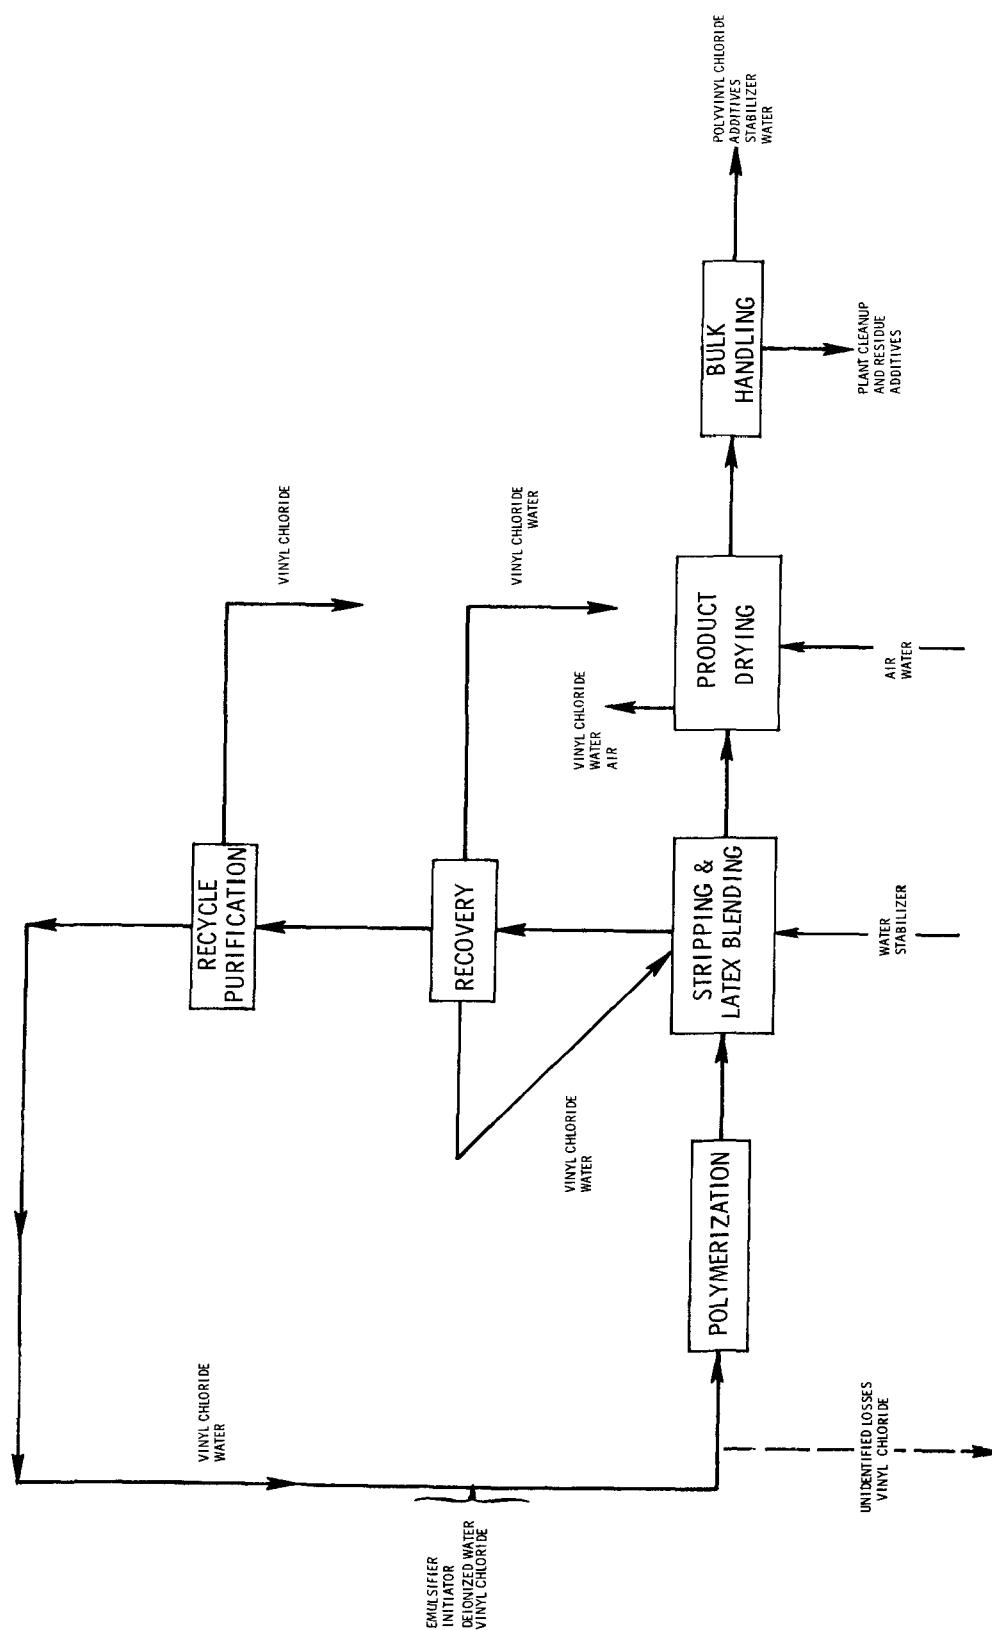 EMULSIFIER
INITIATOR
DEIONIZED WATER
VINYL CHLORIDE
VINYL CHLORIDE
WATER
UNIDENTIFIED LOSSES
VINYL CHLORIDE
POLYMERIZATION
VINYL CHLORIDE
WATER
RECYCLE
PURIFICATION
RECOVERY
STRIPPING &
LATEX BLENDING
WATER
STABILIZER
VINYL CHLORIDE
VINYL CHLORIDE
WATER
VINYL CHLORIDE
WATER
AIR
PRODUCT
DRYING
AIR
WATER
BULK
HANDLING
PLANT CLEANUP
AND RESIDUE
ADDITIVES
POLYVINYL CHLORIDE
ADDITIVES
STABILIZER
WATER